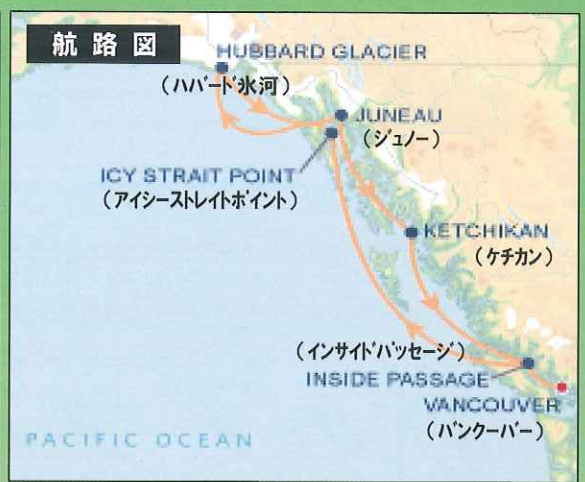 航路図
HUBBARD GLACIER
(ハバード氷河)
JUNEAU
(ジュノー)
ICY STRAIT POINT
(アイシーストレイトポイント)
KETCHIKAN
(ケチカン)
(インサイドパッセージ)
INSIDE PASSAGE
VANCOUVER
(バンクーバー)
PACIFIC OCEAN